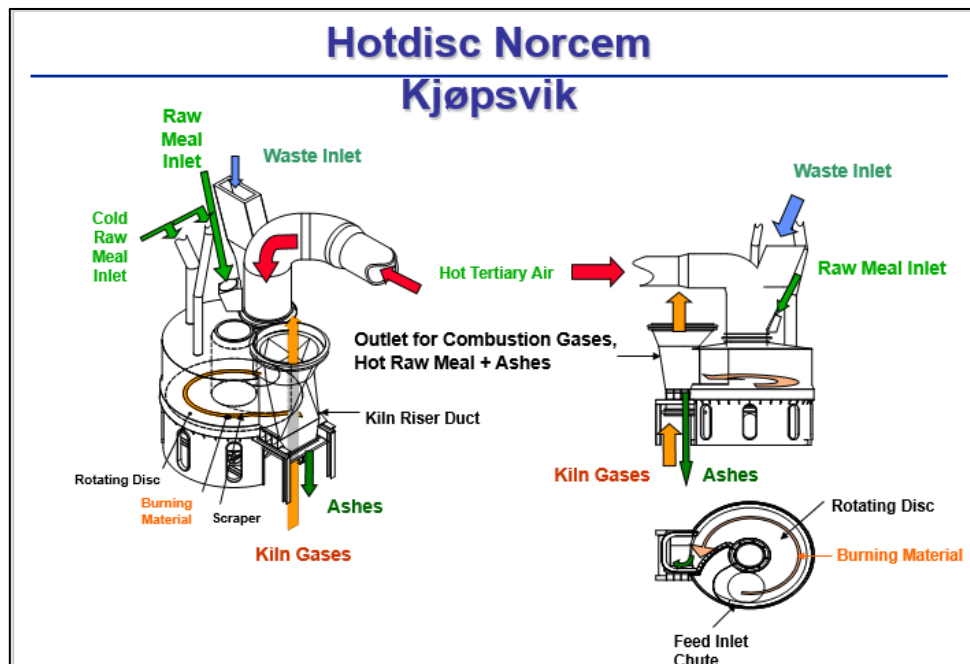 Hotdisc Norcem
Kjøpsvik
Raw
Meal
Inlet
Waste Inlet
Cold
Raw
Meal
Inlet
Hot Tertiary Air
Waste Inlet
Raw Meal Inlet
Outlet for Combustion Gases,
Hot Raw Meal + Ashes
Kiln Riser Duct
Rotating Disc
Burning
Material
Scraper
Ashes
Kiln Gases
Kiln Gases
Ashes
Rotating Disc
Burning Material
Feed Inlet
Chute